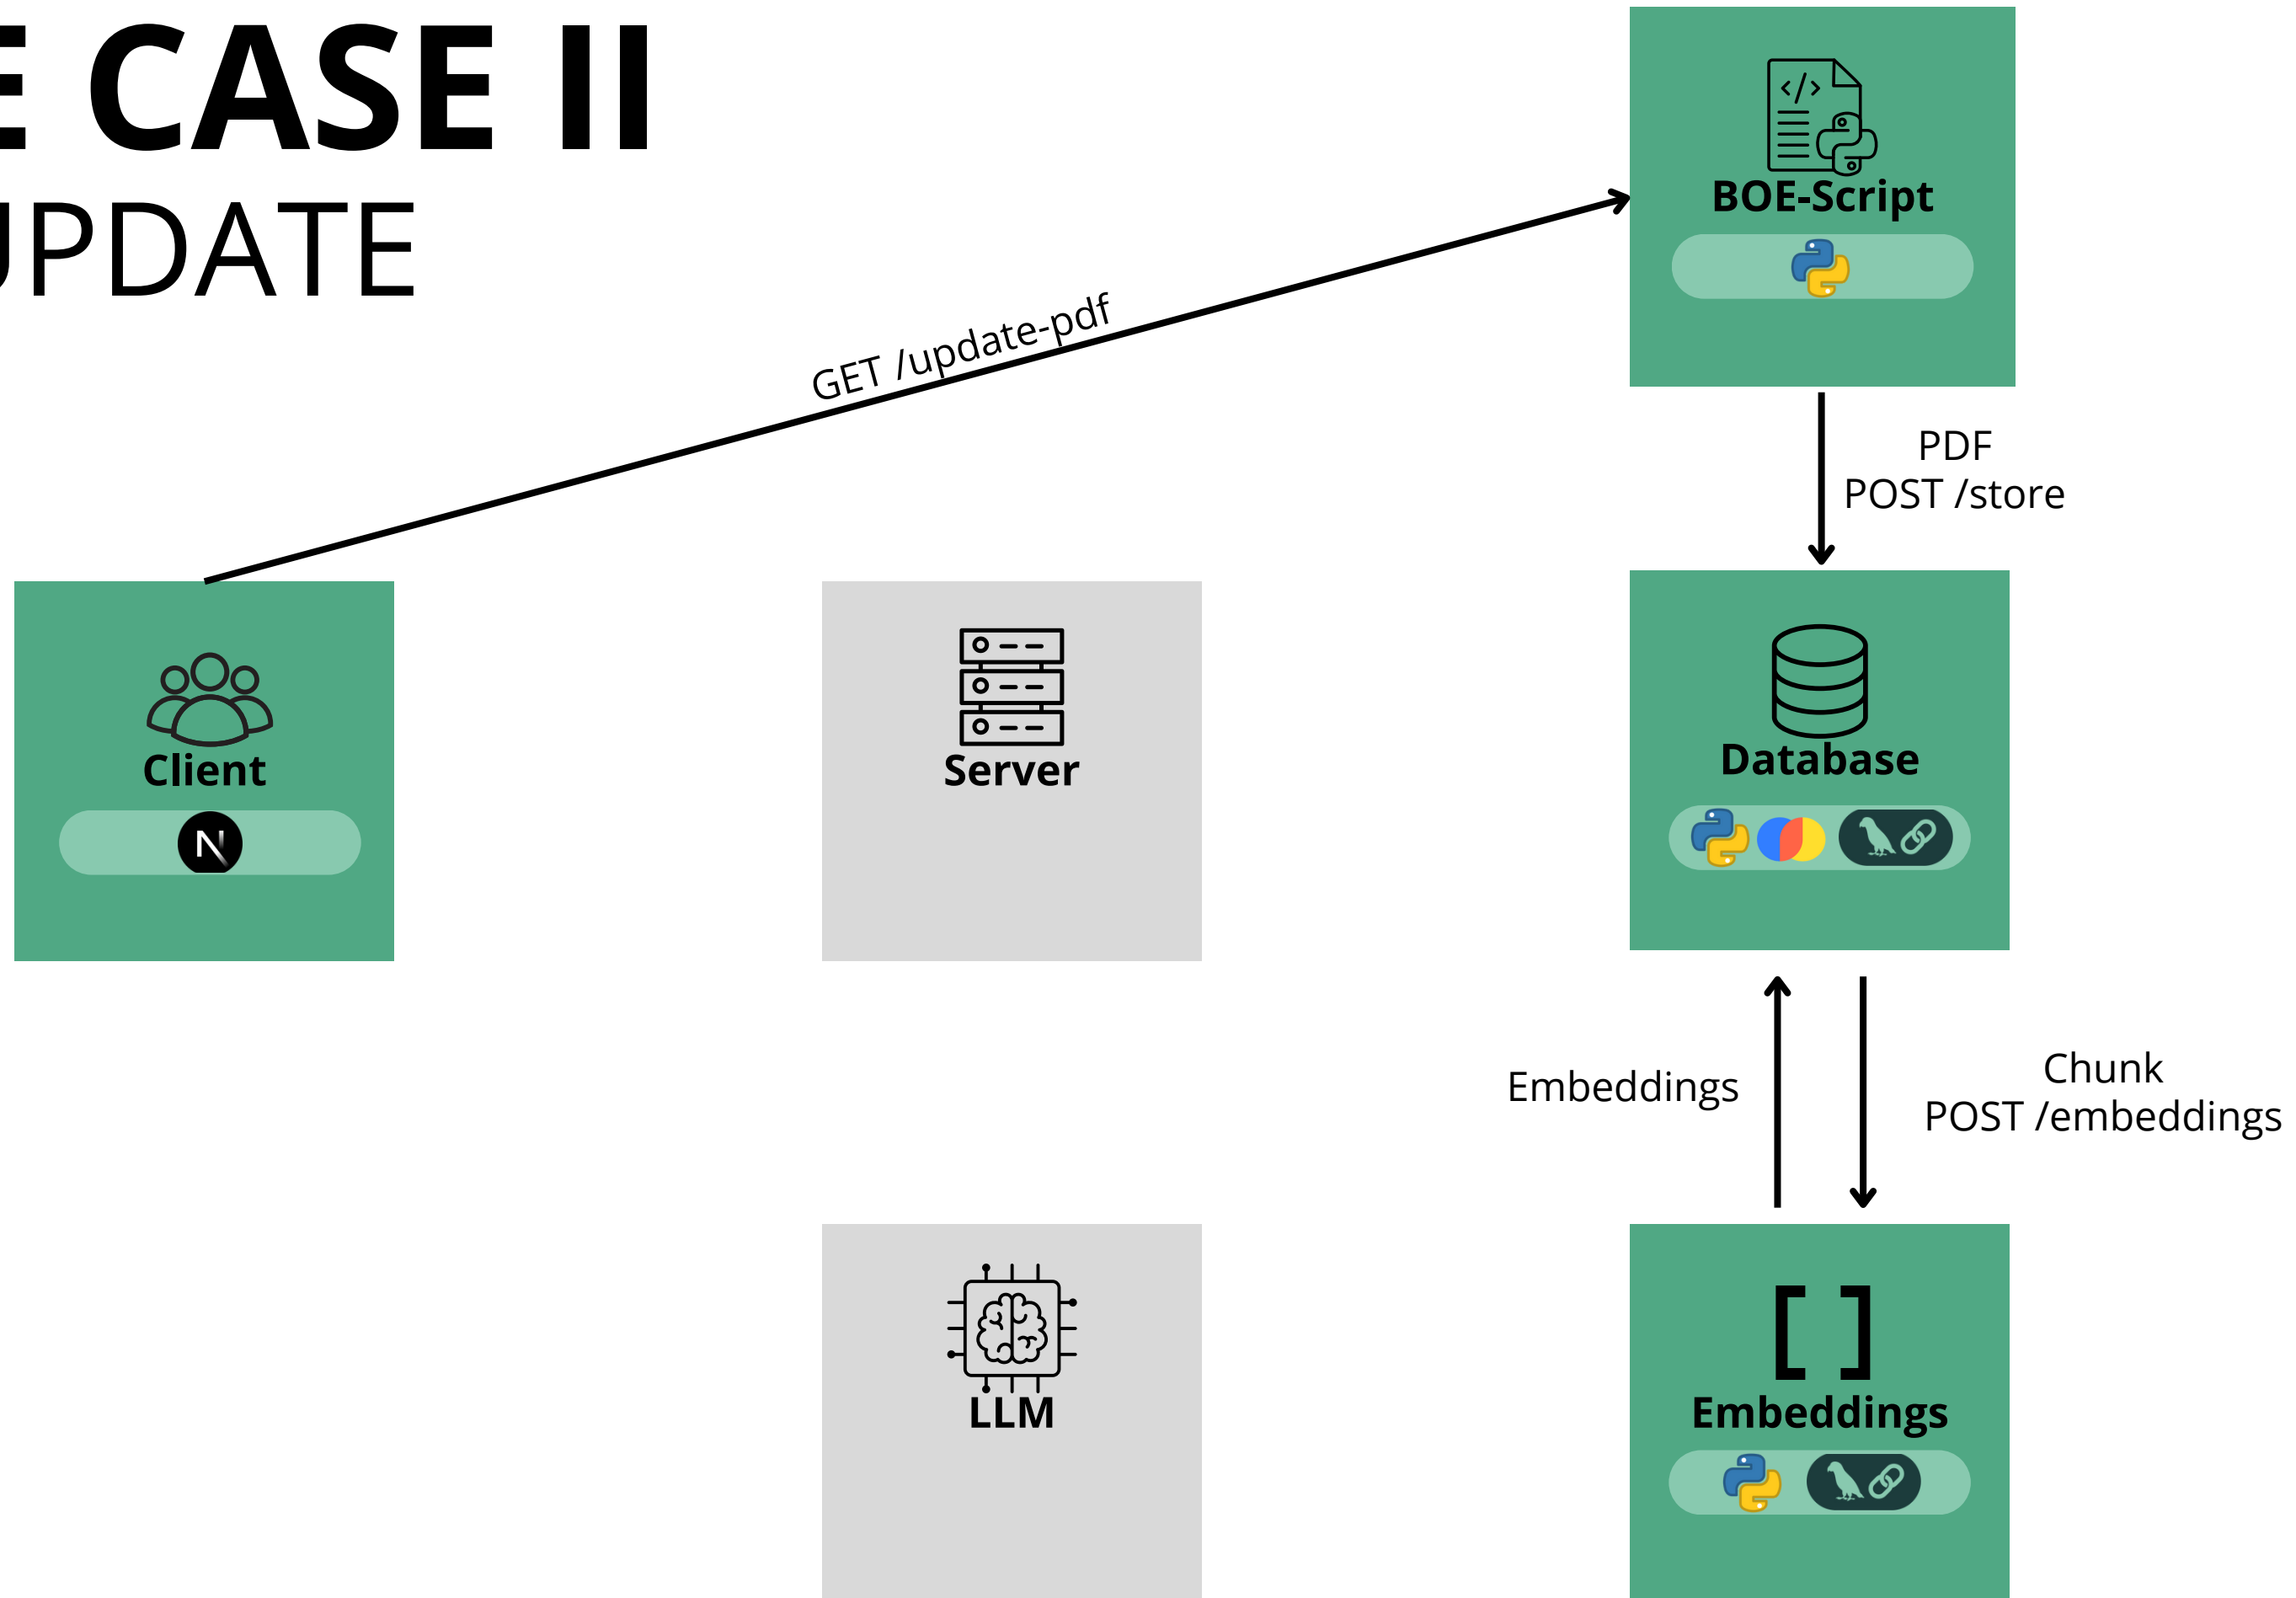 E CASE II
UPDATE
BOE-Script
GET /update-pdf
PDF
POST /store
Client
N
Server
Database
Embeddings
Chunk
POST /embeddings
LLM
[ ]
Embeddings